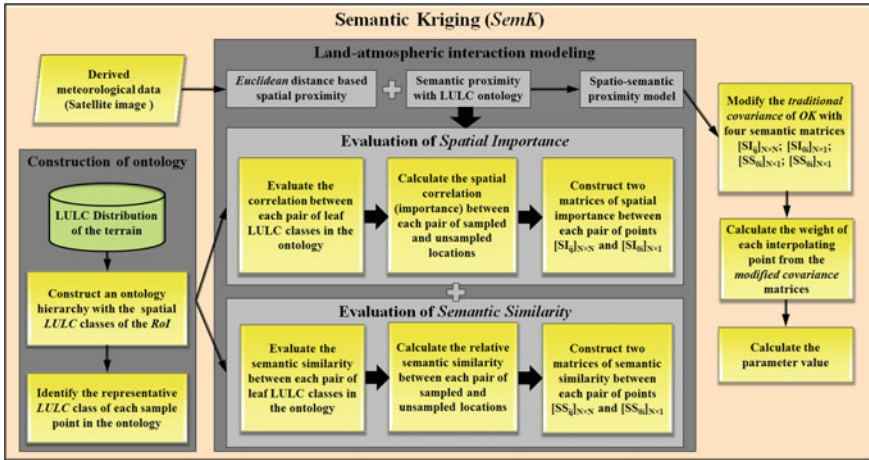 Semantic Kriging (SemK)
Land-atmospheric interaction modeling
Derived
meteorological data
(Satellite image )
Euclidean distance based
spatial proximity
Semantic proximity
with LULC ontology
Spatio-semantic
proximity model
Modify the traditional
covariance of OK with
four semantic matrices
[SIij]N×N; [SI0i]N×1;
[SS0i]N×1; [SS0i]N×1
Calculate the weight of
each interpolating
point from the
modified covariance
matrices
Calculate the
parameter value
Construction of ontology
LULC Distribution
of the terrain
Construct an ontology
hierarchy with the spatial
LULC classes of the RoI
Identify the representative
LULC class of each sample
point in the ontology
Evaluation of Spatial Importance
Evaluate the
correlation between
each pair of leaf
LULC classes in the
ontology
Calculate the spatial
correlation
(importance) between
each pair of sampled
and unsampled
locations
Construct two
matrices of spatial
importance between
each pair of points
[SIij]N×N and [SI0i]N×1
Evaluation of Semantic Similarity
Evaluate the
semantic similarity
between each pair of
leaf LULC classes in
the ontology
Calculate the relative
semantic similarity
between each pair of
sampled and
unsampled locations
Construct two
matrices of semantic
similarity between
each pair of points
[SSij]N×N and [SS0i]N×1